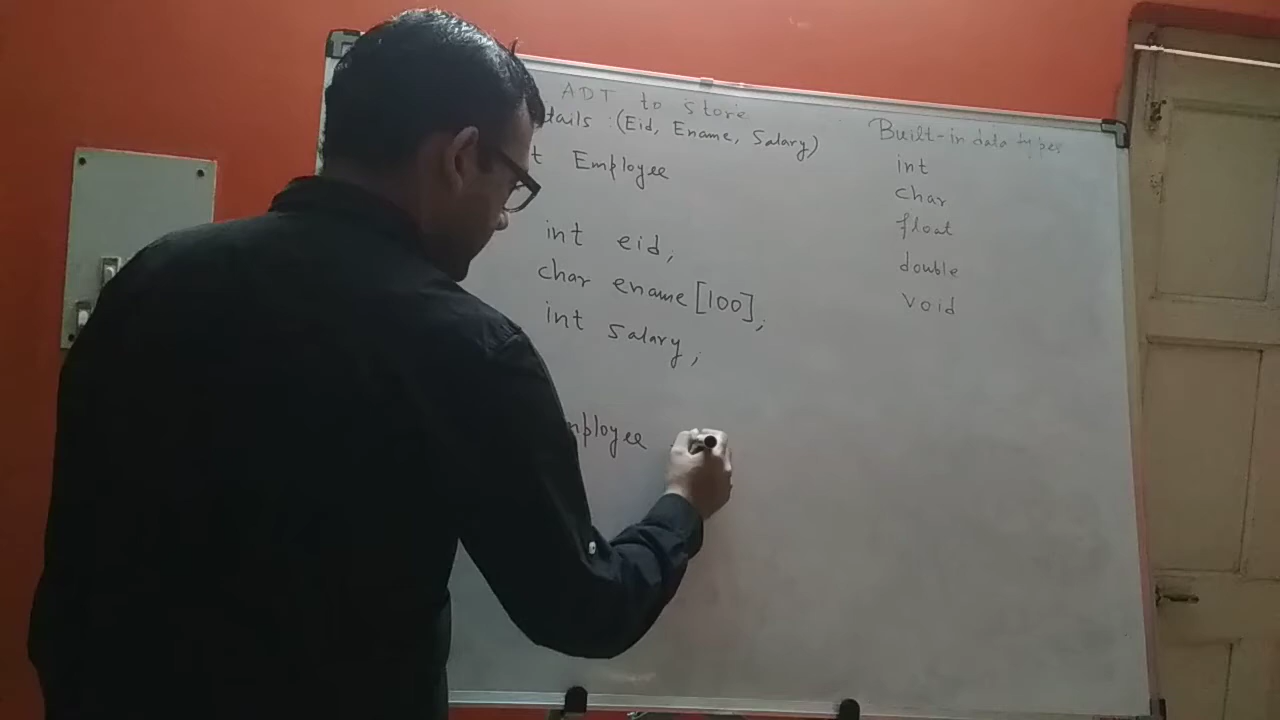 ADT to store
tails : (Eid, Ename, Salary)
t Employee
int eid;
char ename[100];
int salary;
mployee
Built-in data types
int
char
float
double
void